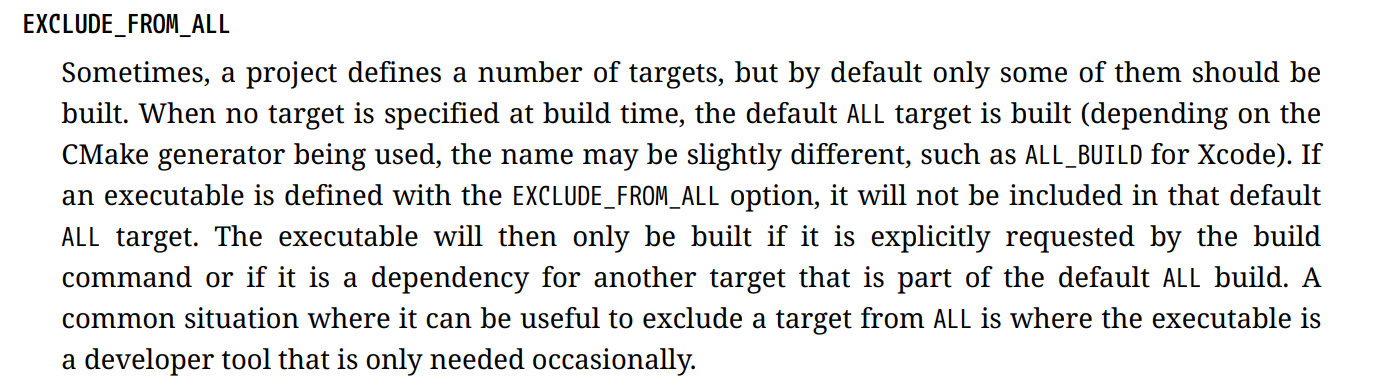 EXCLUDE_FROM_ALL
Sometimes, a project defines a number of targets, but by default only some of them should be
built. When no target is specified at build time, the default ALL target is built (depending on the
CMake generator being used, the name may be slightly different, such as ALL_BUILD for Xcode). If
an executable is defined with the EXCLUDE_FROM_ALL option, it will not be included in that default
ALL target. The executable will then only be built if it is explicitly requested by the build
command or if it is a dependency for another target that is part of the default ALL build. A
common situation where it can be useful to exclude a target from ALL is where the executable is
a developer tool that is only needed occasionally.